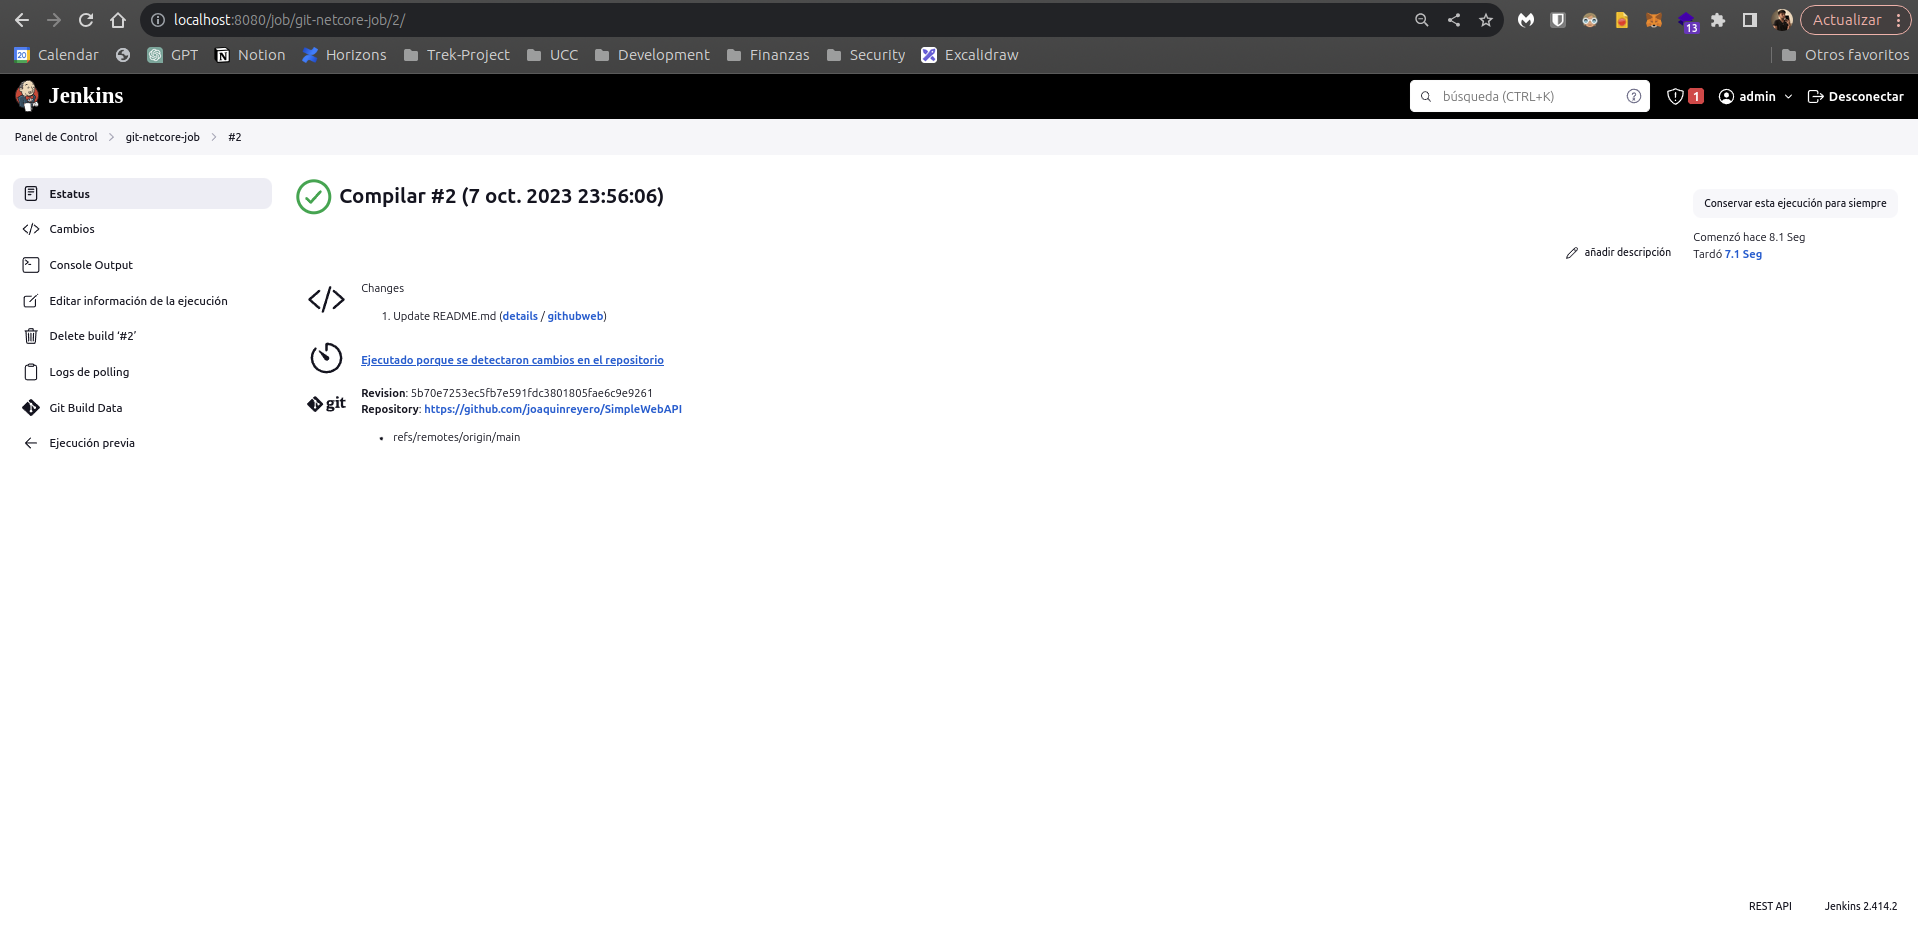 localhost:8080/job/git-netcore-job/2/
13
Actualizar
20 Calendar GPT Notion Horizons Trek-Project UCC Development Finanzas Security Excalidraw Otros favoritos
Jenkins
búsqueda (CTRL+K)
1
admin
Desconectar
Panel de Control > git-netcore-job > #2
Estatus
Cambios
Console Output
Editar información de la ejecución
Delete build ‘#2’
Logs de polling
Git Build Data
Ejecución previa
Compilar #2 (7 oct. 2023 23:56:06)
Conservar esta ejecución para siempre
añadir descripción
Comenzó hace 8.1 Seg
Tardó 7.1 Seg
Changes
1. Update README.md (details / githubweb)
Ejecutado porque se detectaron cambios en el repositorio
git
Revision: 5b70e7253ec5fb7e591fdc3801805fae6c9e9261
Repository: https://github.com/joaquinreyero/SimpleWebAPI
• refs/remotes/origin/main
REST API
Jenkins 2.414.2